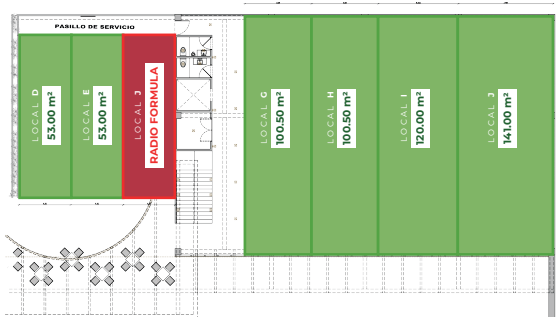 PASILLO DE SERVICIO
LOCAL D
53.00 m²
LOCAL E
53.00 m²
LOCAL J
RADIO FORMULA
LOCAL G
100.50 m²
LOCAL H
100.50 m²
LOCAL I
120.00 m²
LOCAL J
141.00 m²